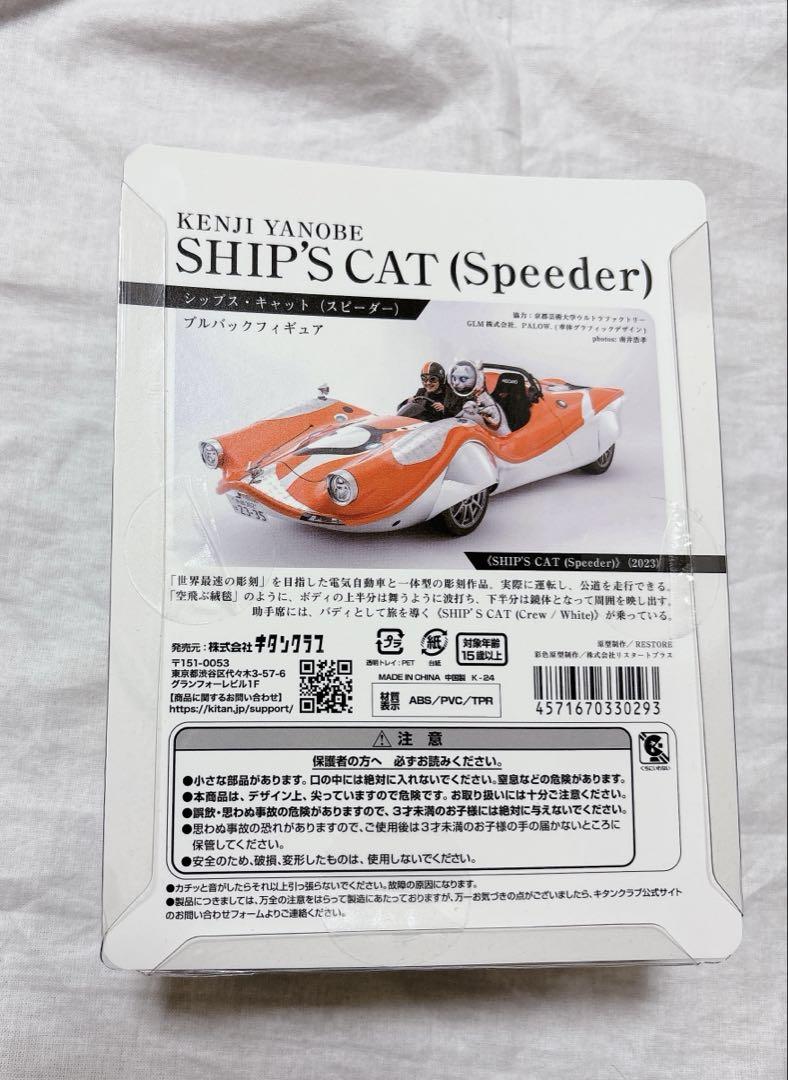 KENJI YANOBE
SHIP'S CAT (Speeder)
シップス・キャット（スピーダー）
プルバックフィギュア
協力：京都芸術大学ウルトラファクトリー
GLM 株式会社、PALOW.（車体グラフィックデザイン）
photos: 南井浩孝
RECARO
23-35
《SHIP'S CAT (Speeder)》(2023)
「世界最速の彫刻」を目指した電気自動車と一体型の彫刻作品。実際に運転し、公道を走行できる。
「空飛ぶ絨毯」のように、ボディの上半分は舞うように波打ち、下半分は鏡体となって周囲を映し出す。
助手席には、バディとして旅を導く《SHIP'S CAT (Crew / White)》が乗っている。
発売元：株式会社キタンクラブ
〒151-0053
東京都渋谷区代々木3-57-6
グランフォーレビル1F
【商品に関するお問い合わせ】
https://kitan.jp/support/
プラ
透明トレイ：PET
紙
台紙
対象年齢
15歳以上
MADE IN CHINA 中国製 K-24
材質
表示
ABS/PVC/TPR
原型制作／RESTORE
彩色原型制作／株式会社リスタートプラス
4571670330293
注意
保護者の方へ 必ずお読みください。
●小さな部品があります。口の中には絶対に入れないでください。窒息などの危険があります。
●本商品は、デザイン上、尖っていますので危険です。お取り扱いには十分ご注意ください。
●誤飲・思わぬ事故の危険がありますので、3才未満のお子様には絶対に与えないでください。
●思わぬ事故の恐れがありますので、ご使用後は3才未満のお子様の手の届かないところに
保管してください。
●安全のため、破損、変形したものは、使用しないでください。
くちにいれない
●カチッと音がしたらそれ以上引っ張らないでください。故障の原因になります。
●製品につきましては、万全の注意をはらって製造にあたっておりますが、万一お気づきの点がございましたら、キタンクラブ公式サイト
のお問い合わせフォームよりご連絡ください。